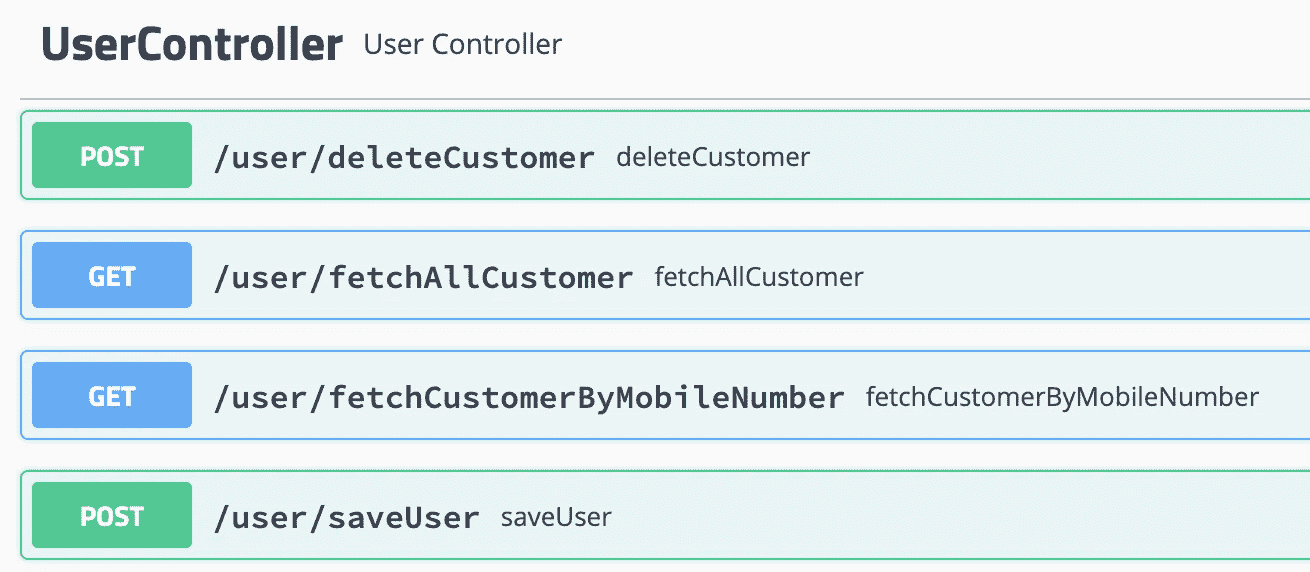 UserController User Controller
POST /user/deleteCustomer deleteCustomer
GET /user/fetchAllCustomer fetchAllCustomer
GET /user/fetchCustomerByMobileNumber fetchCustomerByMobileNumber
POST /user/saveUser saveUser